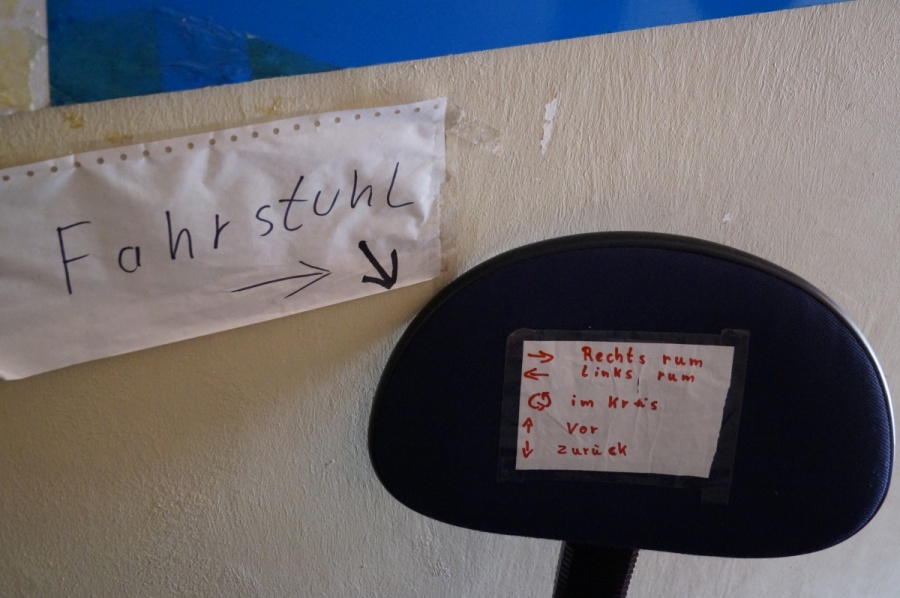 Fahrstuhl
→ ↘
→ Rechts rum
← links rum
🗘 im Kreis
↑ Vor
↓ zurück